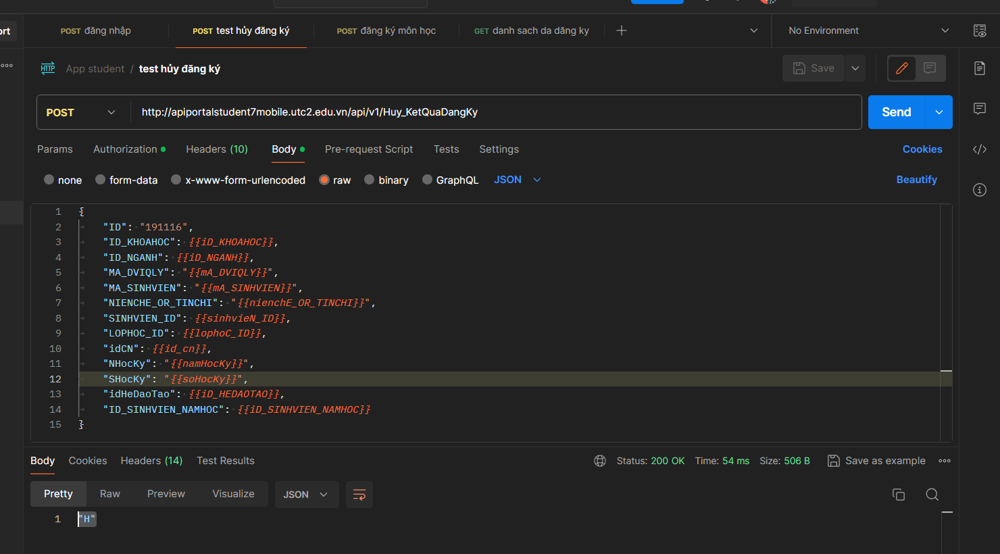 ort
POST đăng nhập
POST test hủy đăng ký
POST đăng ký môn học
GET danh sach da dăng ky
No Environment
HTTP App student / test hủy đăng ký
Save
POST http://apiportalstudent7mobile.utc2.edu.vn/api/v1/Huy_KetQuaDangKy
Send
Params Authorization Headers (10) Body Pre-request Script Tests Settings
Cookies
none form-data x-www-form-urlencoded raw binary GraphQL JSON
Beautify
1 {
2 "ID": "191116",
3 "ID_KHOAHOC": {{iD_KHOAHOC}},
4 "ID_NGANH": {{iD_NGANH}},
5 "MA_DVIQLY": "{{mA_DVIQLY}}",
6 "MA_SINHVIEN": "{{mA_SINHVIEN}}",
7 "NIENCHE_OR_TINCHI": "{{nienchE_OR_TINCHI}}",
8 "SINHVIEN_ID": {{sinhvieN_ID}},
9 "LOPHOC_ID": {{lophoC_ID}},
10 "idCN": {{id_cn}},
11 "NHocKy": "{{namHocKy}}",
12 "SHocKy": "{{soHocKy}}",
13 "idHeDaoTao": {{iD_HEDAOTAO}},
14 "ID_SINHVIEN_NAMHOC": {{iD_SINHVIEN_NAMHOC}}
15 }
Body Cookies Headers (14) Test Results
Status: 200 OK Time: 54 ms Size: 506 B
Save as example
Pretty Raw Preview Visualize JSON
1 "H"